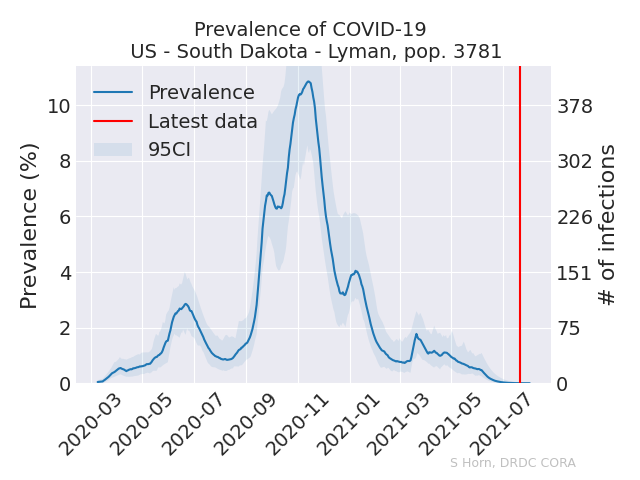 Prevalence of COVID-19
US - South Dakota - Lyman, pop. 3781
Prevalence
Latest data
95CI
Prevalence (%)
10
8
6
4
2
0
378
302
226
151
75
0
# of infections
2020-03
2020-05
2020-07
2020-09
2020-11
2021-01
2021-03
2021-05
2021-07
S Horn, DRDC CORA